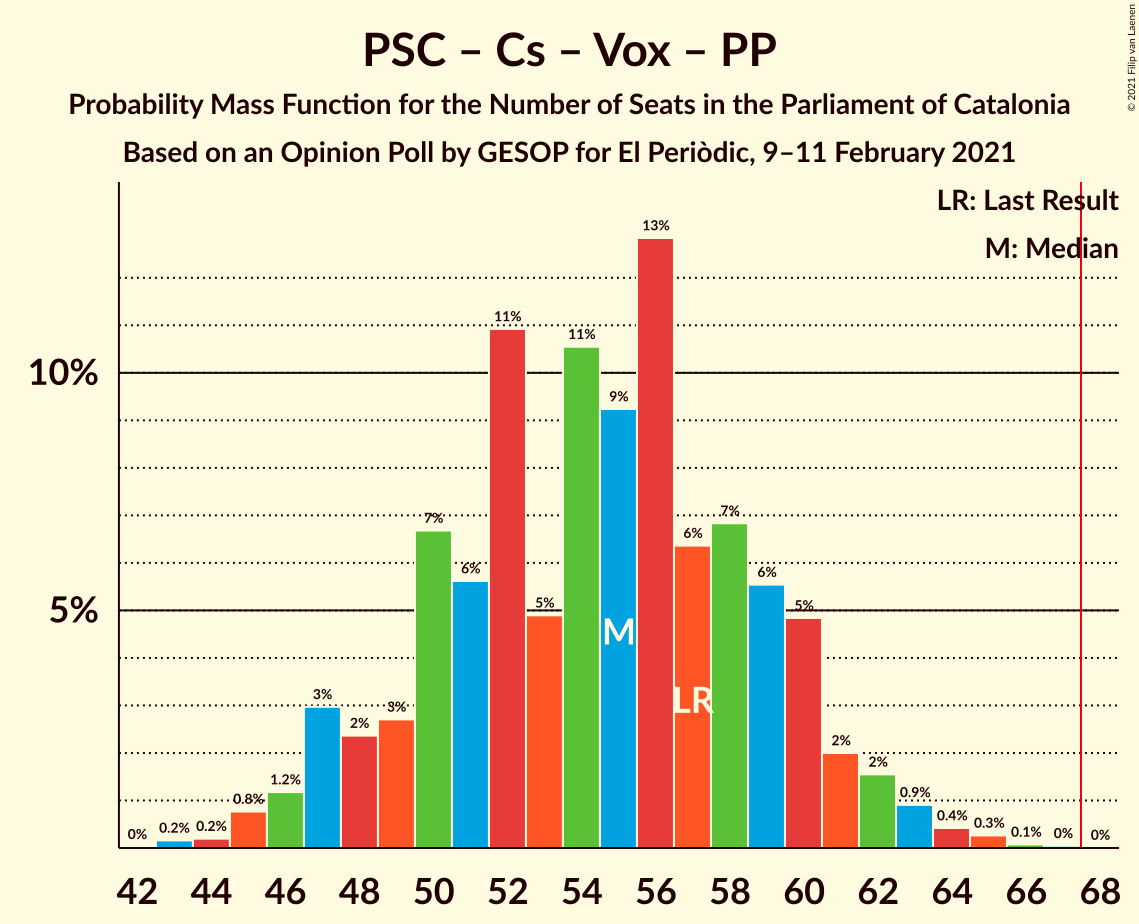 PSC – Cs – Vox – PP
Probability Mass Function for the Number of Seats in the Parliament of Catalonia
Based on an Opinion Poll by GESOP for El Periòdic, 9–11 February 2021
© 2021 Filip van Laenen
LR: Last Result
M: Median
10%
5%
0% 0.2% 0.2% 0.8% 1.2% 3% 2% 3% 7% 6% 11% 5% 11% 9% 13% 6% 7% 6% 5% 2% 2% 0.9% 0.4% 0.3% 0.1% 0% 0%
M
LR
42 44 46 48 50 52 54 56 58 60 62 64 66 68